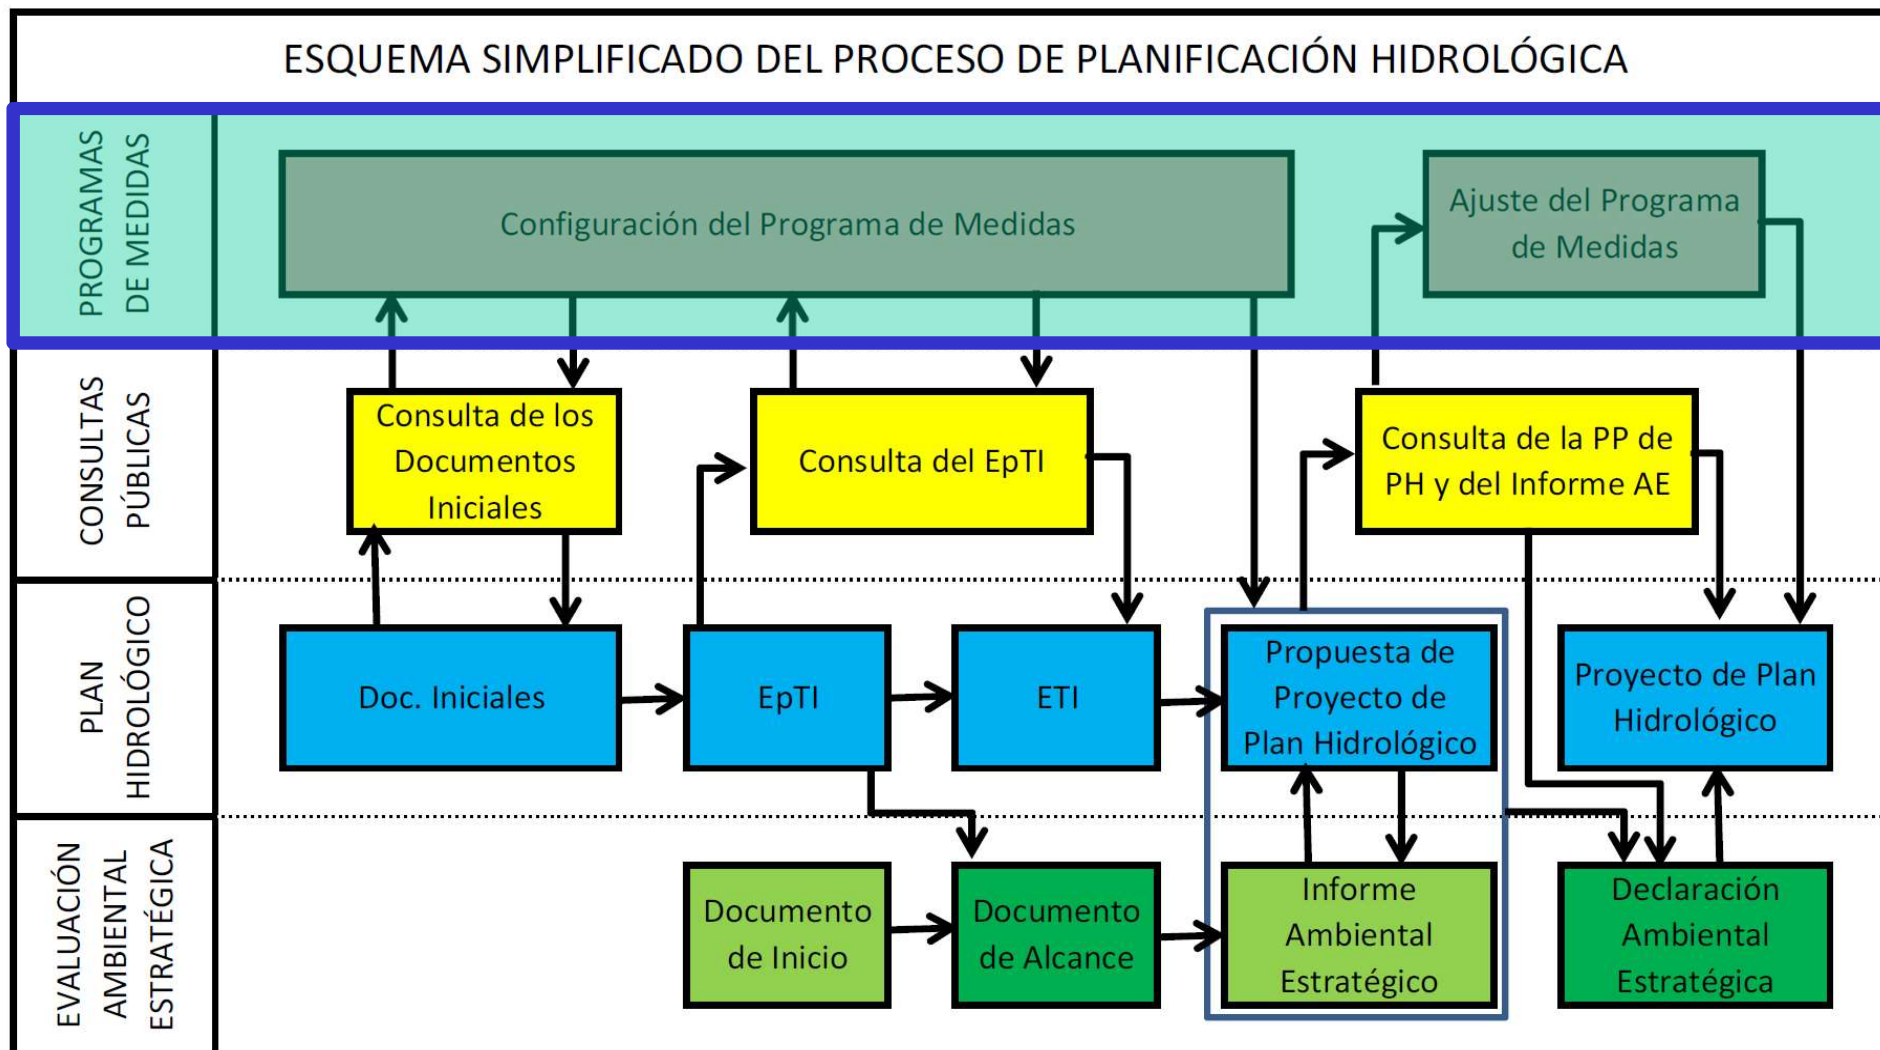 ESQUEMA SIMPLIFICADO DEL PROCESO DE PLANIFICACIÓN HIDROLÓGICA
PROGRAMAS
DE MEDIDAS
Configuración del Programa de Medidas
Ajuste del Programa
de Medidas
CONSULTAS
PÚBLICAS
Consulta de los
Documentos
Iniciales
Consulta del EpTI
Consulta de la PP de
PH y del Informe AE
PLAN
HIDROLÓGICO
Doc. Iniciales
EpTI
ETI
Propuesta de
Proyecto de
Plan Hidrológico
Proyecto de Plan
Hidrológico
EVALUACIÓN
AMBIENTAL
ESTRATÉGICA
Documento
de Inicio
Documento
de Alcance
Informe
Ambiental
Estratégico
Declaración
Ambiental
Estratégica